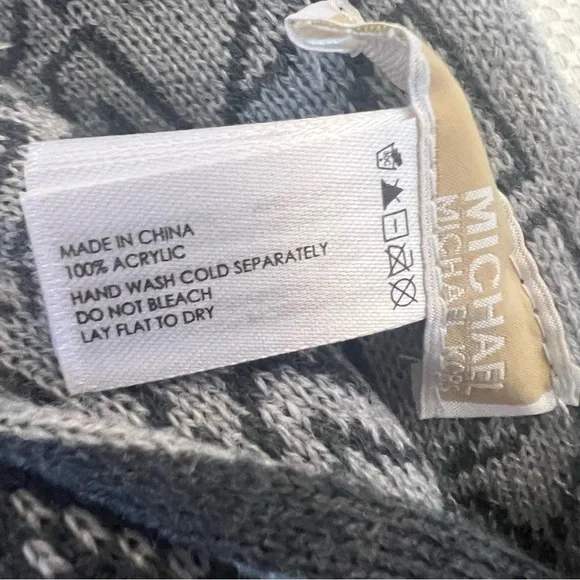 MADE IN CHINA
100% ACRYLIC
HAND WASH COLD SEPARATELY
DO NOT BLEACH
LAY FLAT TO DRY
MICHAEL
MICHAEL KORS